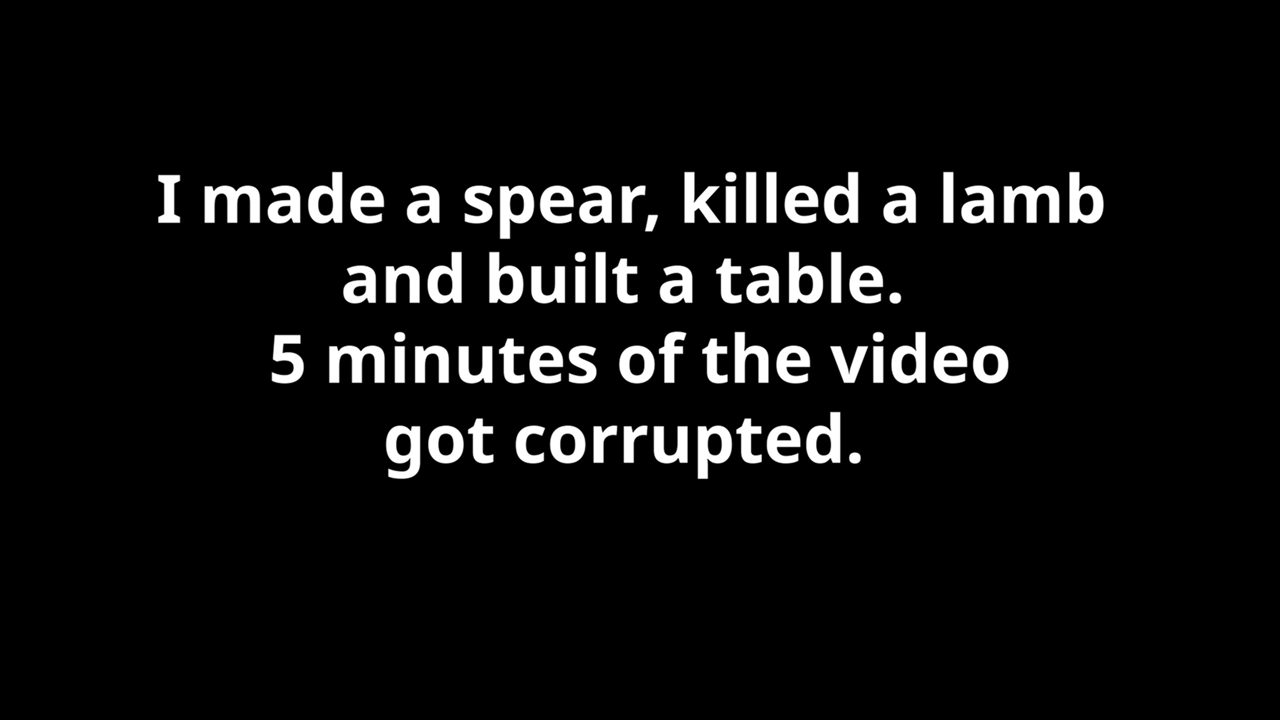 I made a spear, killed a lamb
and built a table.
5 minutes of the video
got corrupted.